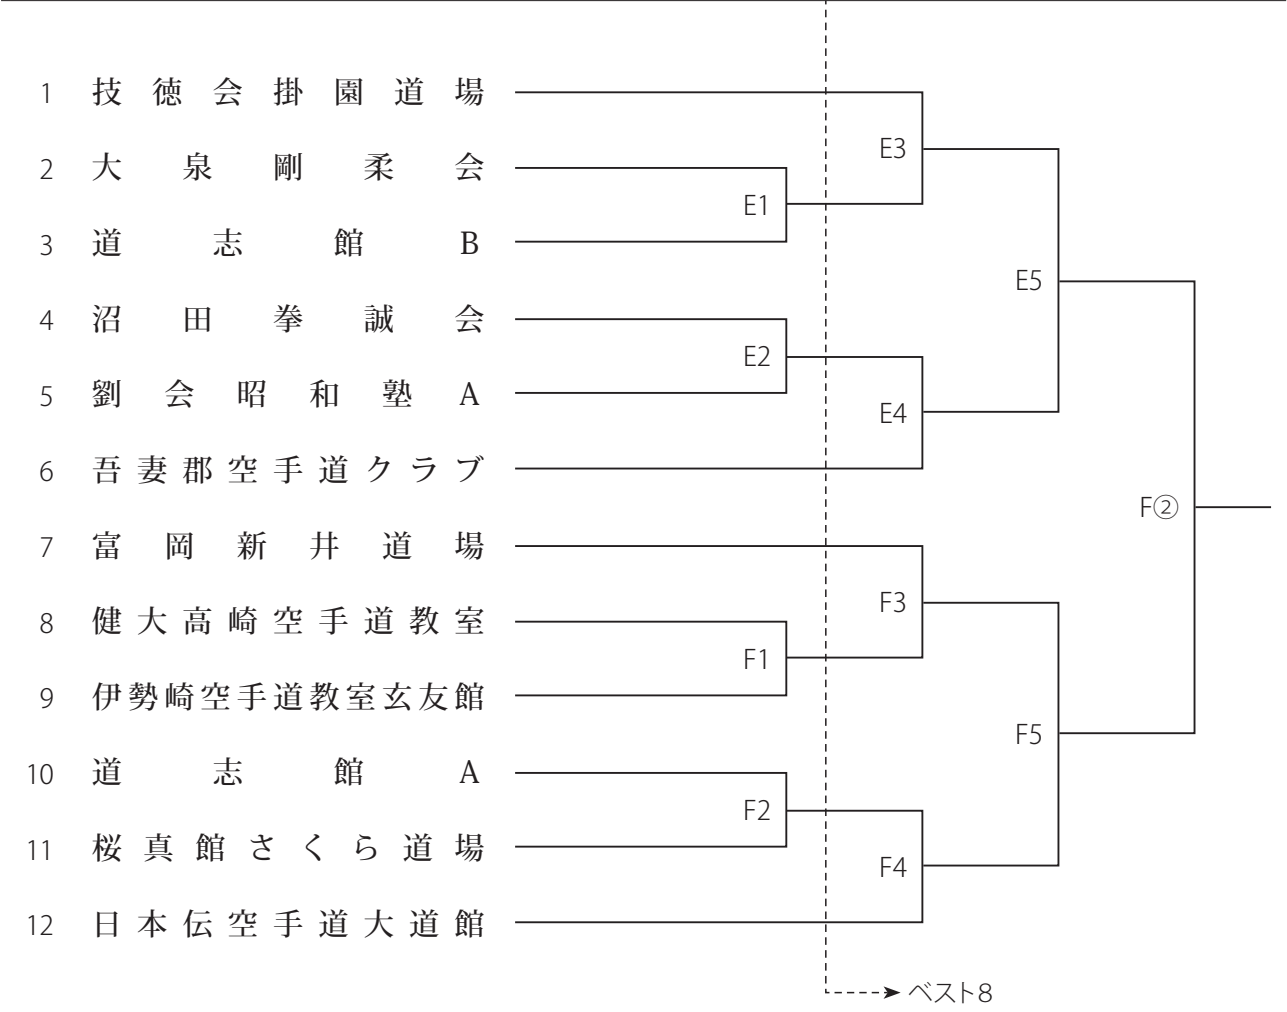 1 技徳会掛園道場
E3
2 大泉剛柔会
E1
3 道志館B
E5
4 沼田拳誠会
E2
5 劉会昭和塾A
E4
6 吾妻郡空手道クラブ
F②
7 富岡新井道場
F3
8 健大高崎空手道教室
F1
9 伊勢崎空手道教室玄友館
F5
10 道志館A
F2
11 桜真館さくら道場
F4
12 日本伝空手道大道館
ベスト8